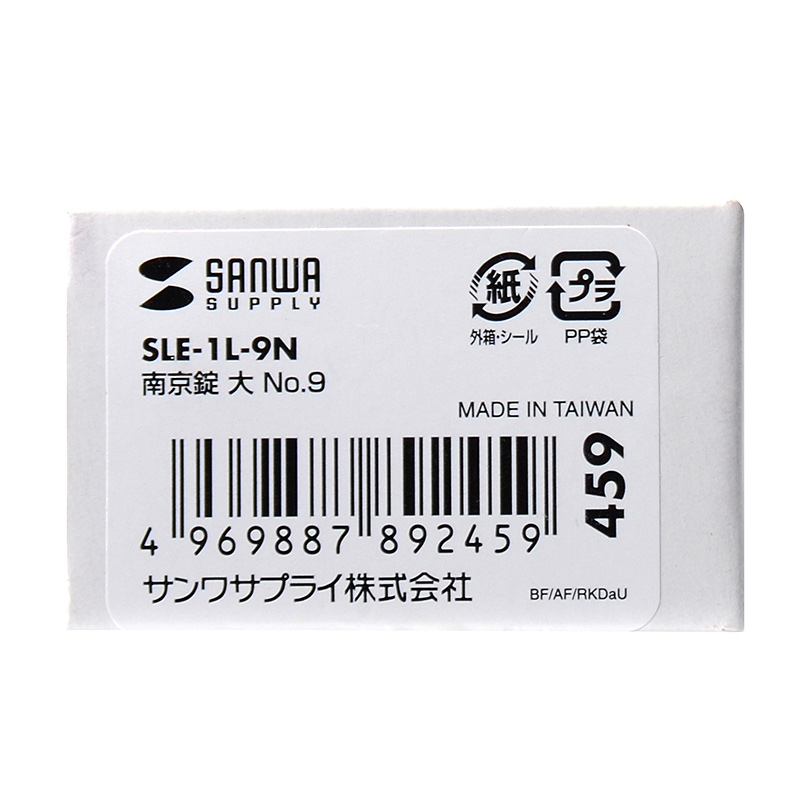 SANWA
SUPPLY
紙
プラ
外箱・シール
PP袋
SLE-1L-9N
南京錠 大 No.9
MADE IN TAIWAN
459
4 969887 892459
サンワサプライ株式会社
BF/AF/RKDaU